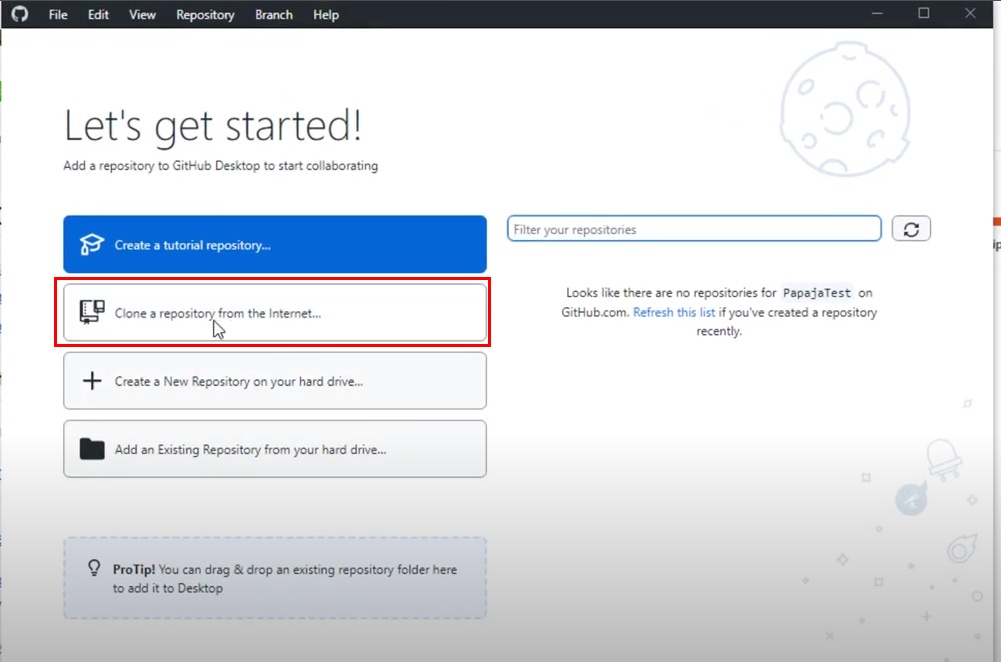 File Edit View Repository Branch Help
Let's get started!
Add a repository to GitHub Desktop to start collaborating
Create a tutorial repository...
Clone a repository from the Internet...
Create a New Repository on your hard drive...
Add an Existing Repository from your hard drive...
ProTip! You can drag & drop an existing repository folder here
to add it to Desktop
Filter your repositories
Looks like there are no repositories for PapajaTest on
GitHub.com. Refresh this list if you've created a repository
recently.